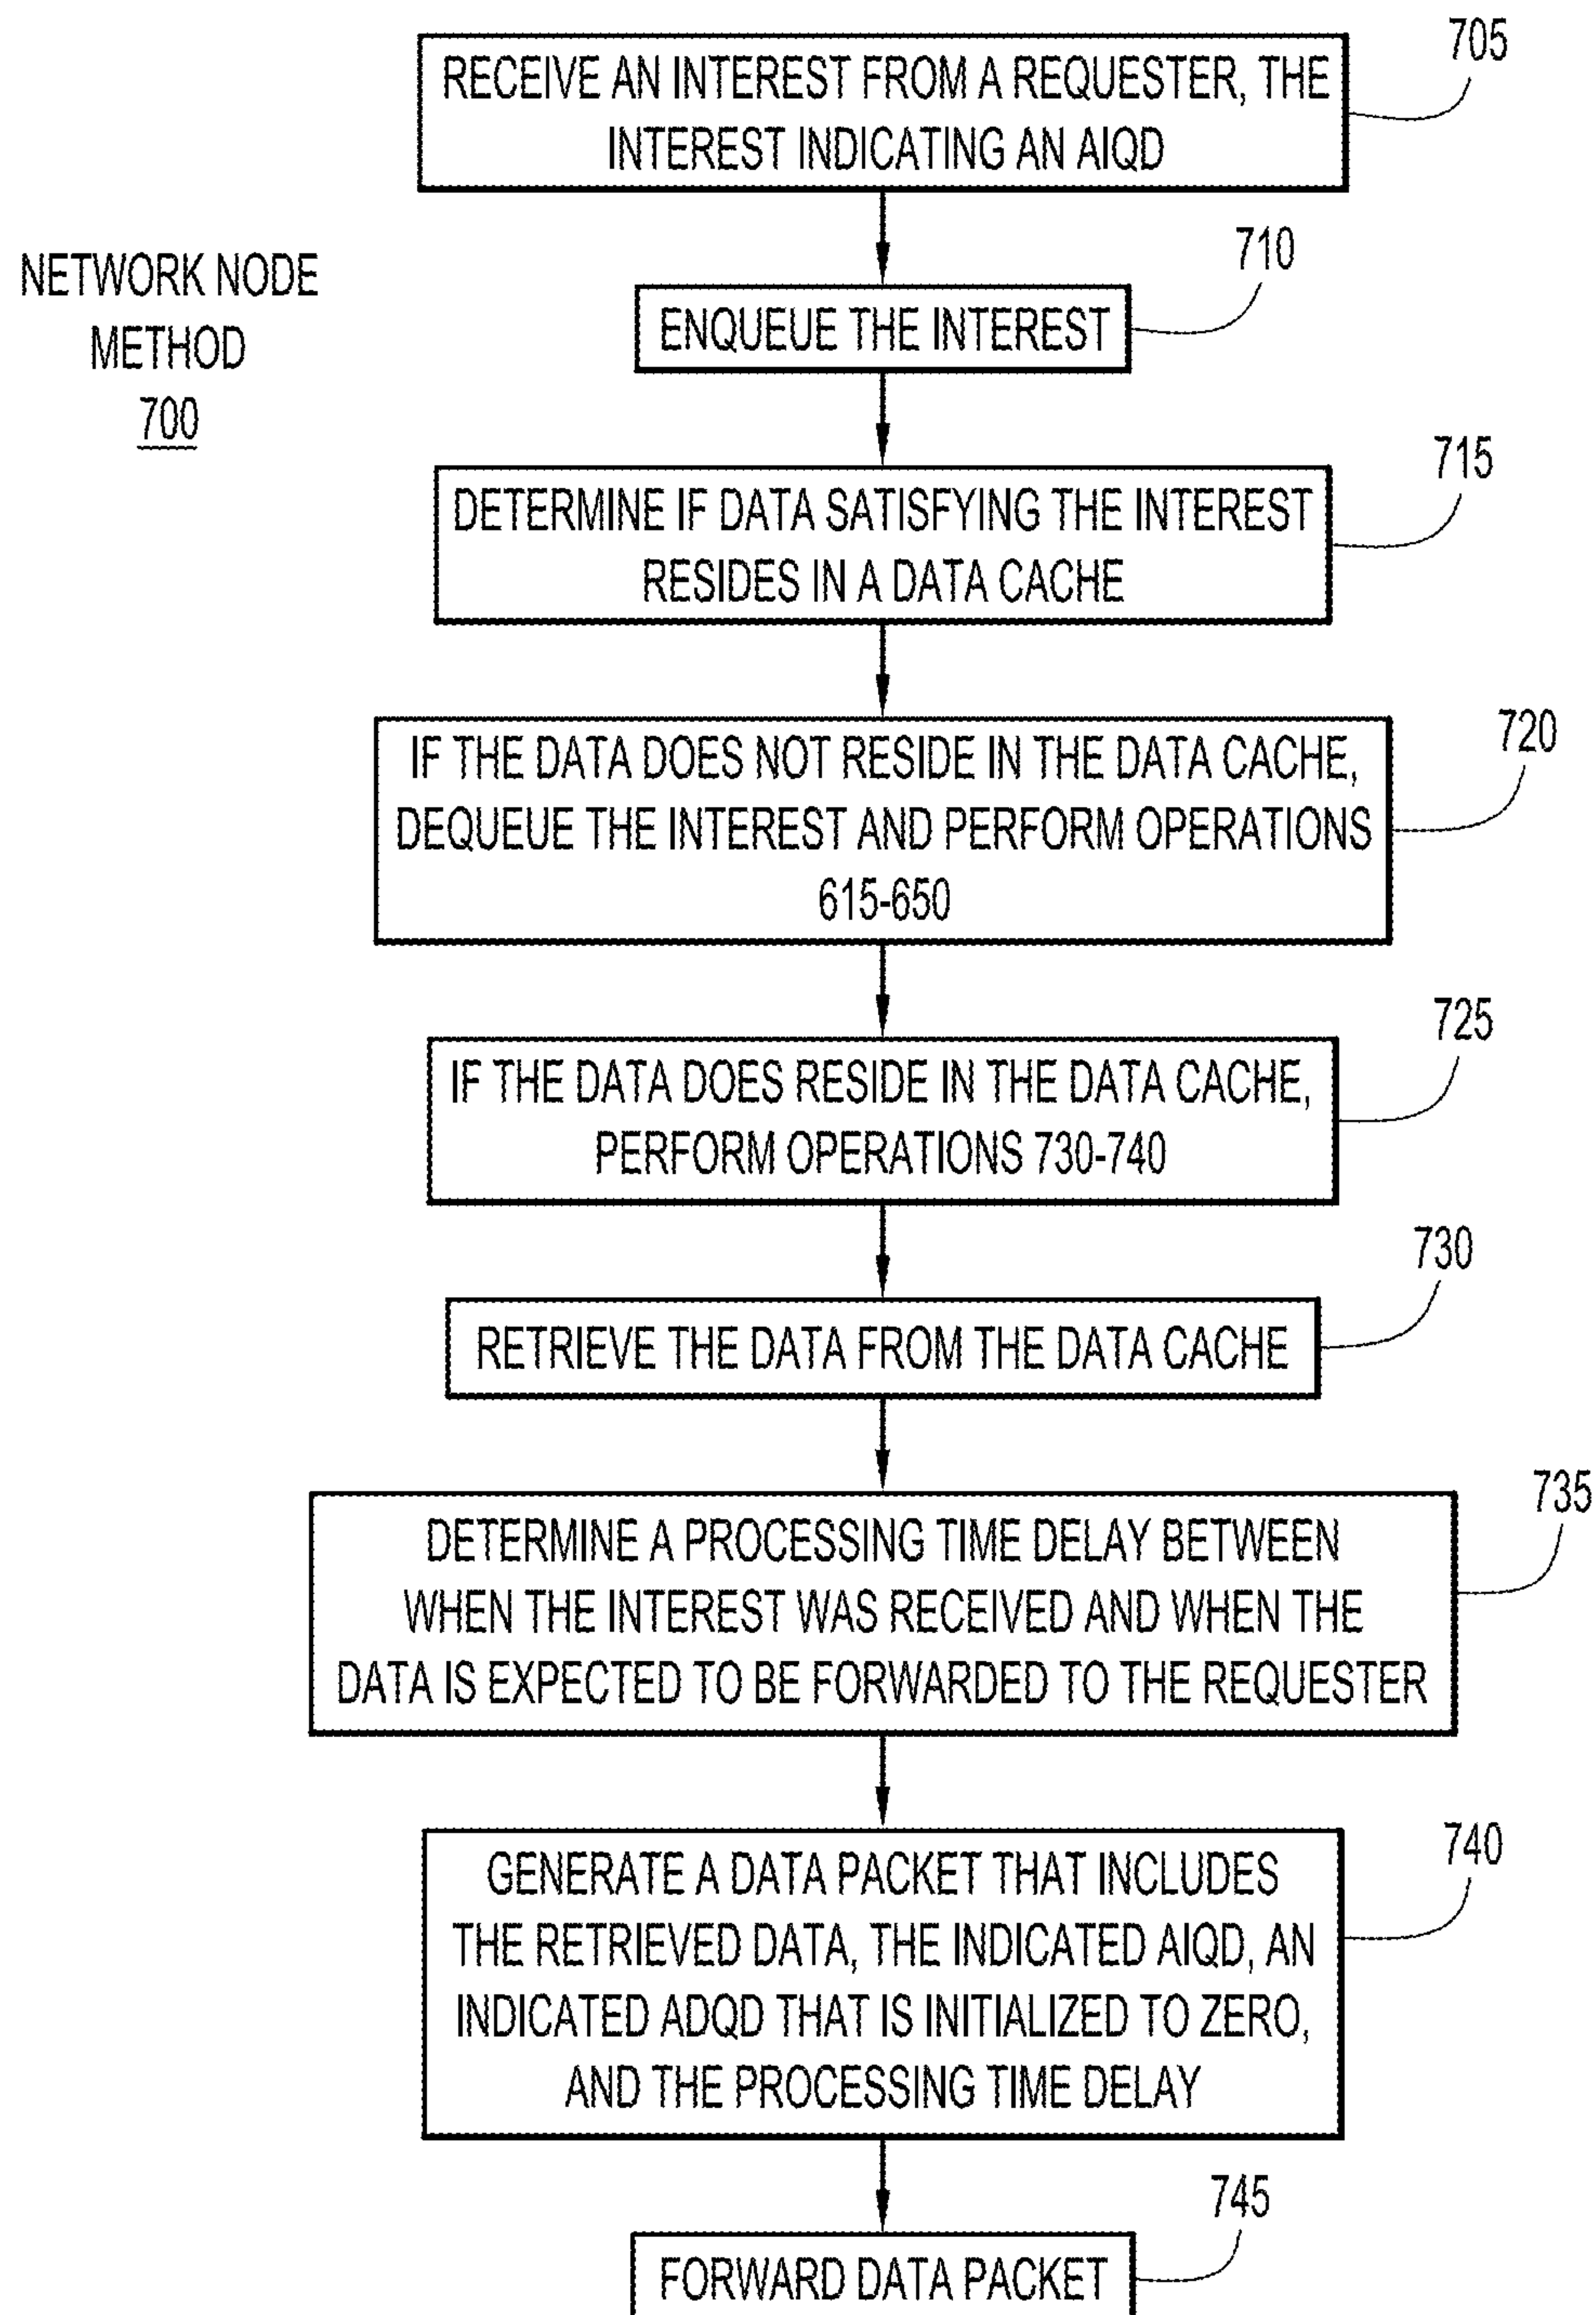 705
RECEIVE AN INTEREST FROM A REQUESTER, THE
INTEREST INDICATING AN AIQD
NETWORK NODE
METHOD
700
710
ENQUEUE THE INTEREST
715
DETERMINE IF DATA SATISFYING THE INTEREST
RESIDES IN A DATA CACHE
720
IF THE DATA DOES NOT RESIDE IN THE DATA CACHE,
DEQUEUE THE INTEREST AND PERFORM OPERATIONS
615-650
725
IF THE DATA DOES RESIDE IN THE DATA CACHE,
PERFORM OPERATIONS 730-740
730
RETRIEVE THE DATA FROM THE DATA CACHE
735
DETERMINE A PROCESSING TIME DELAY BETWEEN
WHEN THE INTEREST WAS RECEIVED AND WHEN THE
DATA IS EXPECTED TO BE FORWARDED TO THE REQUESTER
740
GENERATE A DATA PACKET THAT INCLUDES
THE RETRIEVED DATA, THE INDICATED AIQD, AN
INDICATED ADQD THAT IS INITIALIZED TO ZERO,
AND THE PROCESSING TIME DELAY
745
FORWARD DATA PACKET